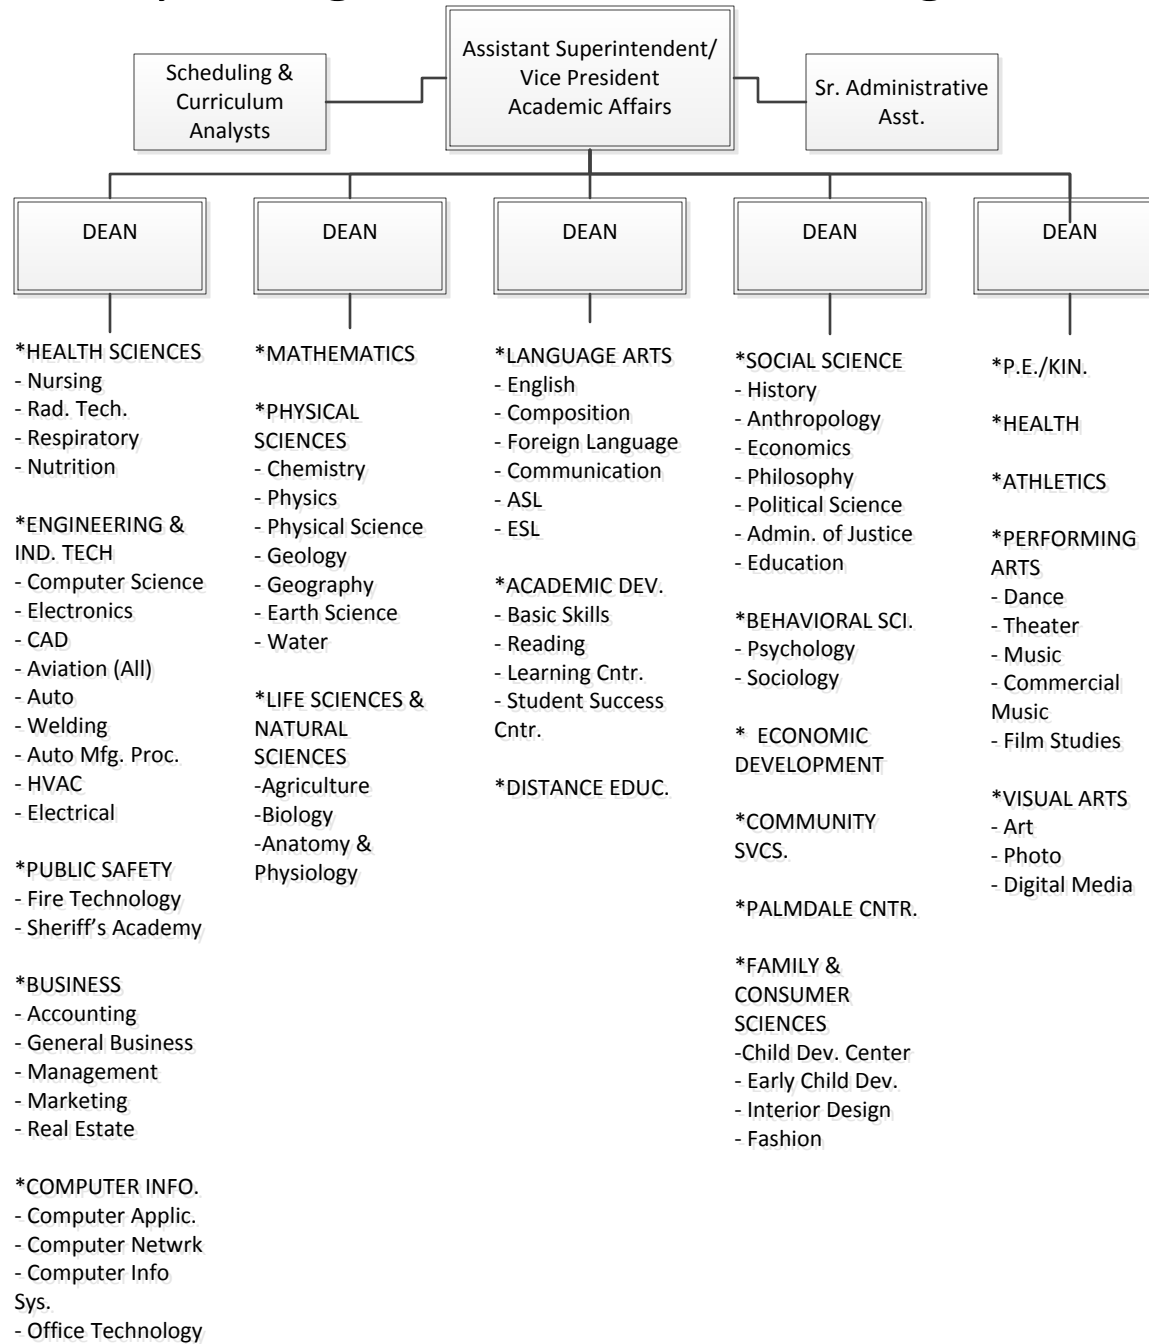 Assistant Superintendent/
Vice President
Academic Affairs
Scheduling &
Curriculum
Analysts
Sr. Administrative
Asst.
DEAN
DEAN
DEAN
DEAN
DEAN
*HEALTH SCIENCES
- Nursing
- Rad. Tech.
- Respiratory
- Nutrition
*ENGINEERING &
IND. TECH
- Computer Science
- Electronics
- CAD
- Aviation (All)
- Auto
- Welding
- Auto Mfg. Proc.
- HVAC
- Electrical
*PUBLIC SAFETY
- Fire Technology
- Sheriff’s Academy
*BUSINESS
- Accounting
- General Business
- Management
- Marketing
- Real Estate
*COMPUTER INFO.
- Computer Applic.
- Computer Netwrk
- Computer Info
Sys.
- Office Technology
*MATHEMATICS
*PHYSICAL
SCIENCES
- Chemistry
- Physics
- Physical Science
- Geology
- Geography
- Earth Science
- Water
*LIFE SCIENCES &
NATURAL
SCIENCES
-Agriculture
-Biology
-Anatomy &
Physiology
*LANGUAGE ARTS
- English
- Composition
- Foreign Language
- Communication
- ASL
- ESL
*ACADEMIC DEV.
- Basic Skills
- Reading
- Learning Cntr.
- Student Success
Cntr.
*DISTANCE EDUC.
*SOCIAL SCIENCE
- History
- Anthropology
- Economics
- Philosophy
- Political Science
- Admin. of Justice
- Education
*BEHAVIORAL SCI.
- Psychology
- Sociology
* ECONOMIC
DEVELOPMENT
*COMMUNITY
SVCS.
*PALMDALE CNTR.
*FAMILY &
CONSUMER
SCIENCES
-Child Dev. Center
- Early Child Dev.
- Interior Design
- Fashion
*P.E./KIN.
*HEALTH
*ATHLETICS
*PERFORMING
ARTS
- Dance
- Theater
- Music
- Commercial
Music
- Film Studies
*VISUAL ARTS
- Art
- Photo
- Digital Media